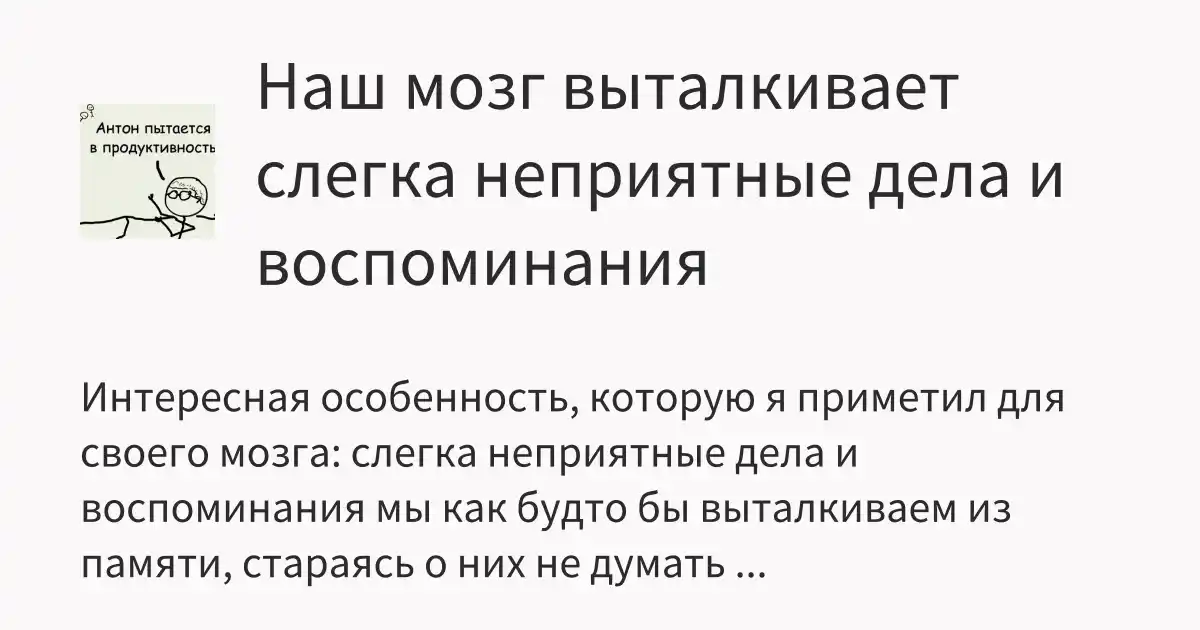 Наш мозг выталкивает
слегка неприятные дела и
воспоминания
Антон пытается
в продуктивность
Интересная особенность, которую я приметил для
своего мозга: слегка неприятные дела и
воспоминания мы как будто бы выталкиваем из
памяти, стараясь о них не думать ...